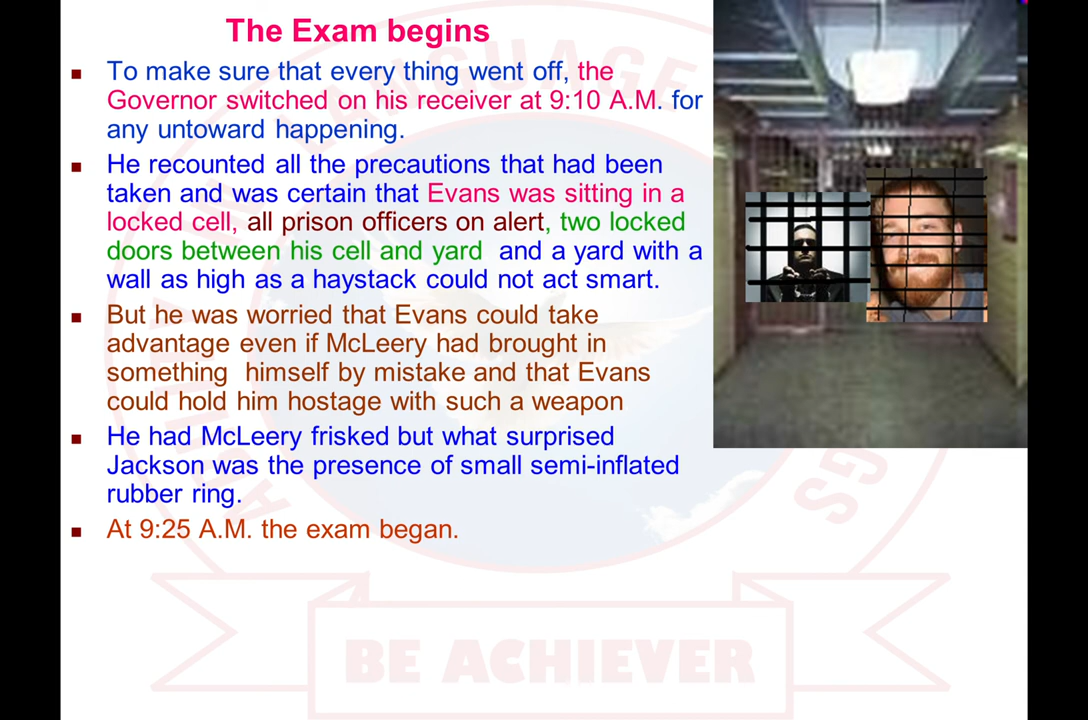 The Exam begins
To make sure that every thing went off, the
Governor switched on his receiver at 9:10 A.M. for
any untoward happening.
He recounted all the precautions that had been
taken and was certain that Evans was sitting in a
locked cell, all prison officers on alert, two locked
doors between his cell and yard and a yard with a
wall as high as a haystack could not act smart.
But he was worried that Evans could take
advantage even if McLeery had brought in
something himself by mistake and that Evans
could hold him hostage with such a weapon
He had McLeery frisked but what surprised
Jackson was the presence of small semi-inflated
rubber ring.
At 9:25 A.M. the exam began.
BE ACHIEVER